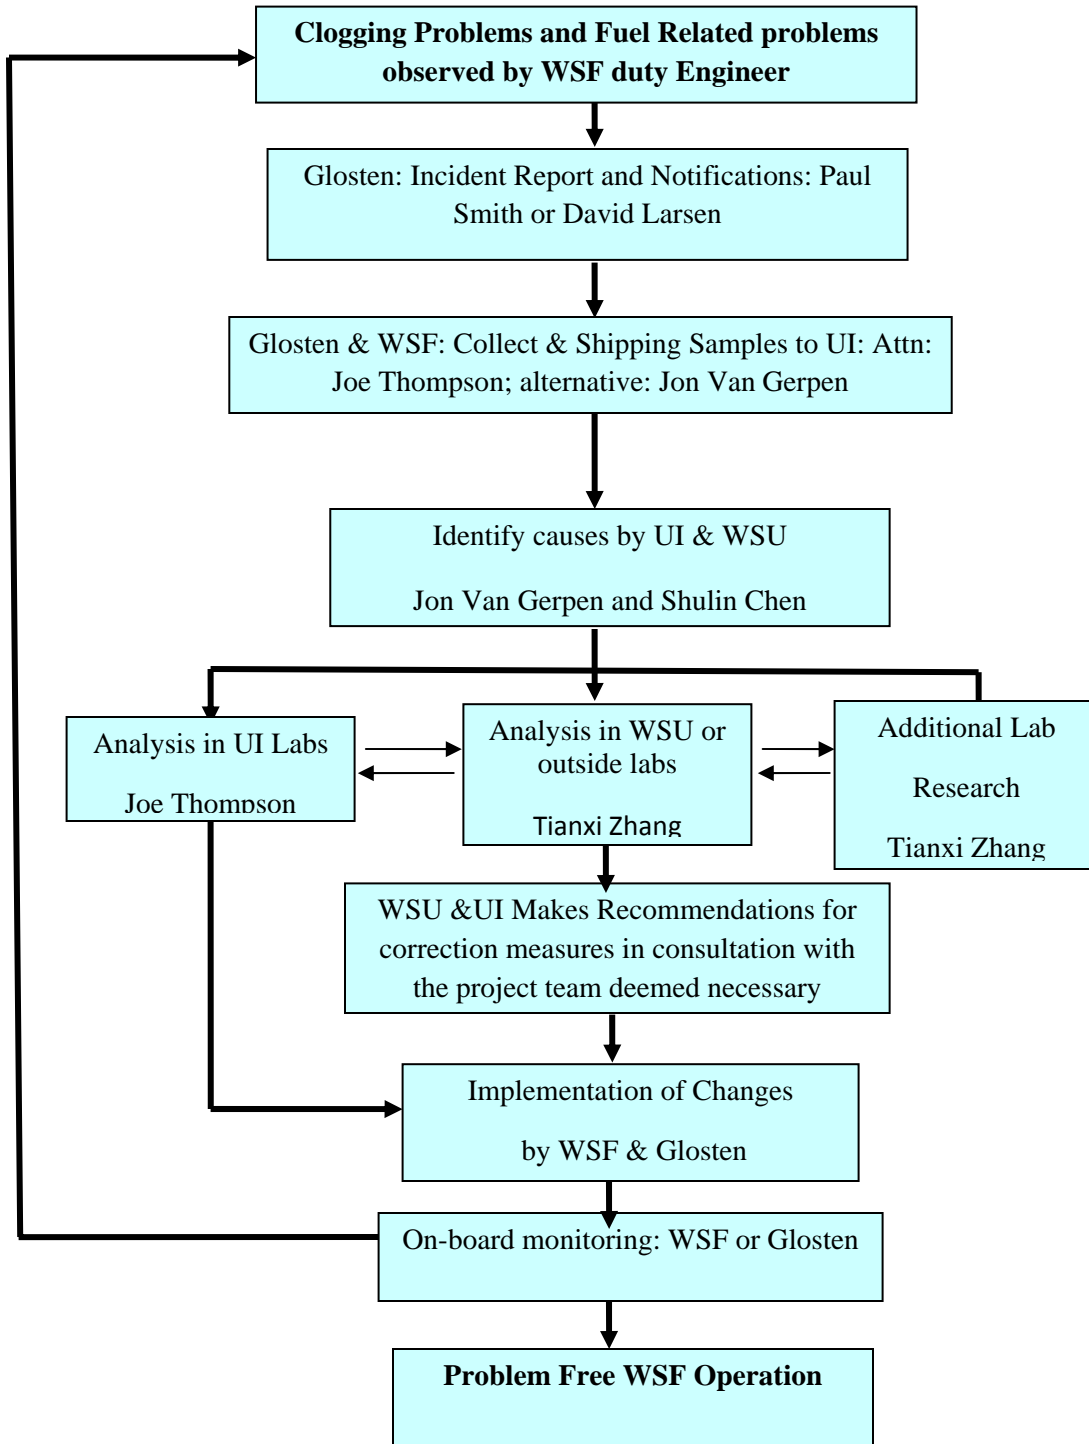 Clogging Problems and Fuel Related problems
observed by WSF duty Engineer
Glosten: Incident Report and Notifications: Paul
Smith or David Larsen
Glosten & WSF: Collect & Shipping Samples to UI: Attn:
Joe Thompson; alternative: Jon Van Gerpen
Identify causes by UI & WSU
Jon Van Gerpen and Shulin Chen
Analysis in UI Labs
Joe Thompson
Analysis in WSU or
outside labs
Tianxi Zhang
Additional Lab
Research
Tianxi Zhang
WSU &UI Makes Recommendations for
correction measures in consultation with
the project team deemed necessary
Implementation of Changes
by WSF & Glosten
On-board monitoring: WSF or Glosten
Problem Free WSF Operation